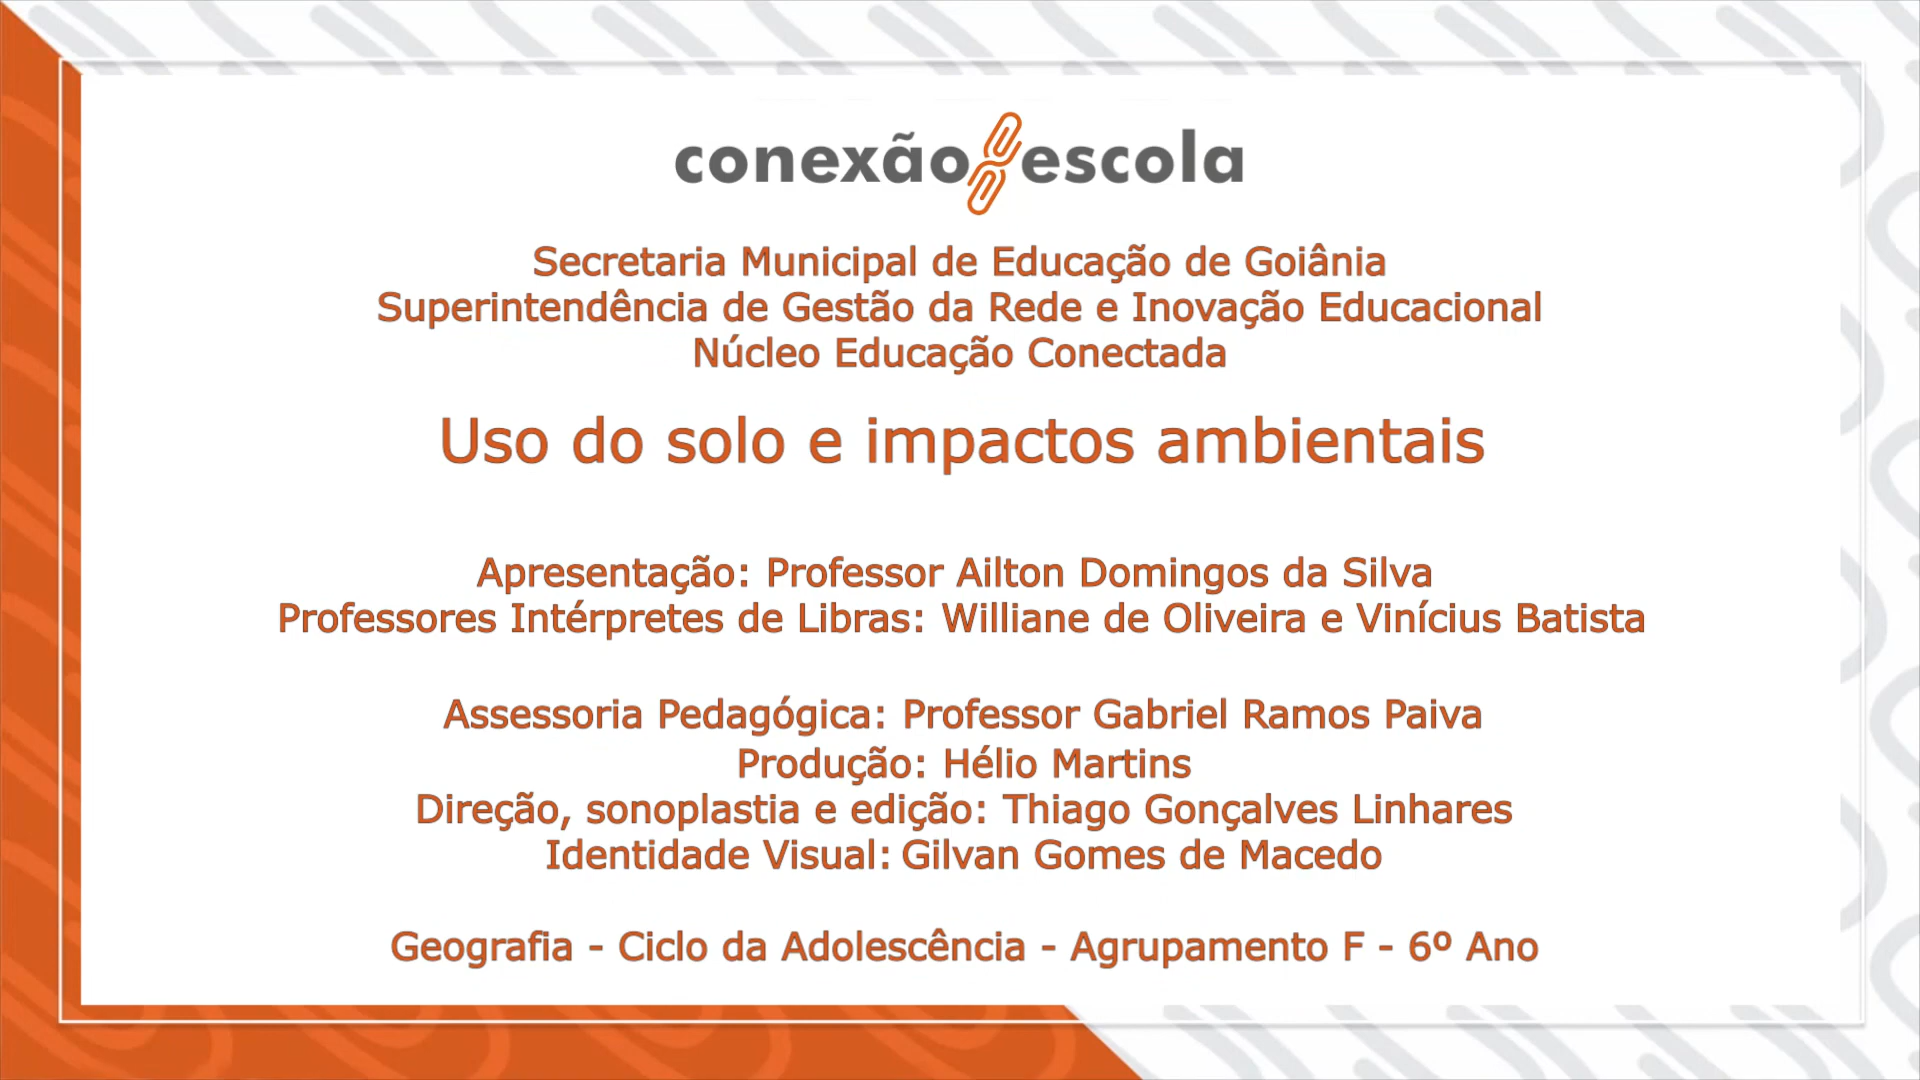 conexão escola
Secretaria Municipal de Educação de Goiânia
Superintendência de Gestão da Rede e Inovação Educacional
Núcleo Educação Conectada
Uso do solo e impactos ambientais
Apresentação: Professor Ailton Domingos da Silva
Professores Intérpretes de Libras: Williane de Oliveira e Vinícius Batista
Assessoria Pedagógica: Professor Gabriel Ramos Paiva
Produção: Hélio Martins
Direção, sonoplastia e edição: Thiago Gonçalves Linhares
Identidade Visual: Gilvan Gomes de Macedo
Geografia - Ciclo da Adolescência - Agrupamento F - 6º Ano